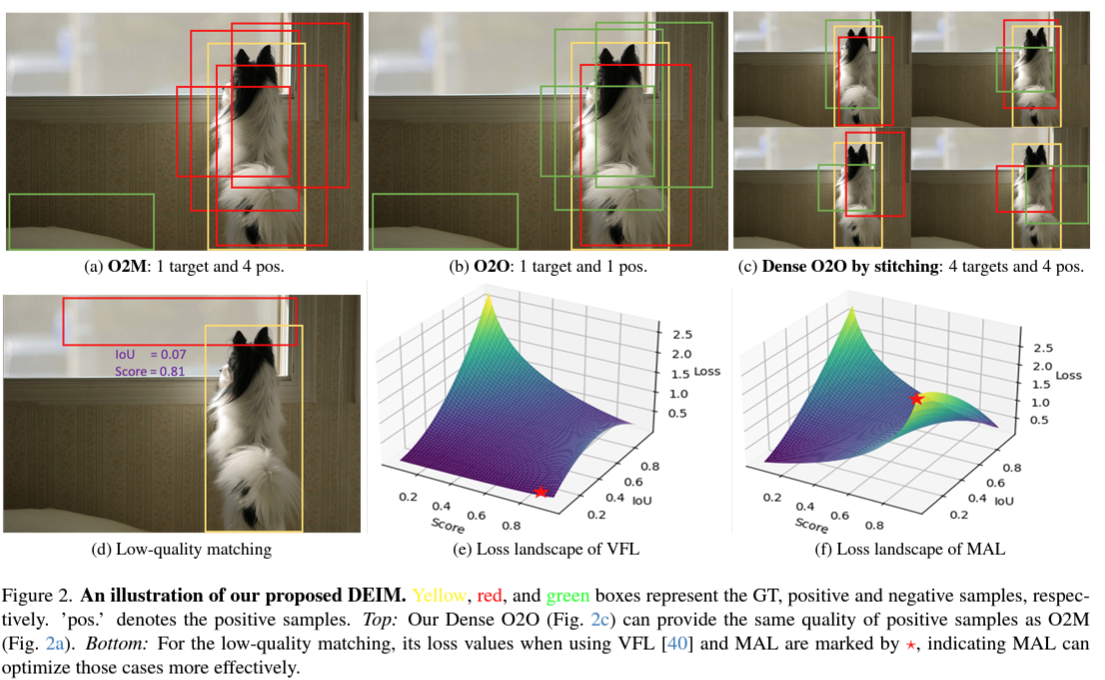 (a) O2M: 1 target and 4 pos.
(b) O2O: 1 target and 1 pos.
(c) Dense O2O by stitching: 4 targets and 4 pos.
IoU = 0.07
Score = 0.81
(d) Low-quality matching
2.5
2.0
1.5 Loss
1.0
0.5
0.8
0.6
0.4 IoU
0.2
0.2
0.4
0.6
0.8
Score
(e) Loss landscape of VFL
2.5
2.0
1.5 Loss
1.0
0.5
0.8
0.6
0.4 IoU
0.2
0.2
0.4
0.6
0.8
Score
(f) Loss landscape of MAL
Figure 2. An illustration of our proposed DEIM. Yellow, red, and green boxes represent the GT, positive and negative samples, respec-
tively. ’pos.’ denotes the positive samples. Top: Our Dense O2O (Fig. 2c) can provide the same quality of positive samples as O2M
(Fig. 2a). Bottom: For the low-quality matching, its loss values when using VFL [40] and MAL are marked by ★, indicating MAL can
optimize those cases more effectively.